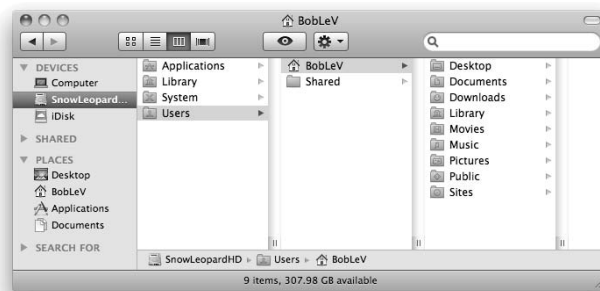 BobLeV
DEVICES
Computer
SnowLeopard...
iDisk
SHARED
PLACES
Desktop
BobLeV
Applications
Documents
SEARCH FOR
Applications
Library
System
Users
BobLeV
Shared
Desktop
Documents
Downloads
Library
Movies
Music
Pictures
Public
Sites
SnowLeopardHD Users BobLeV
9 items, 307.98 GB available